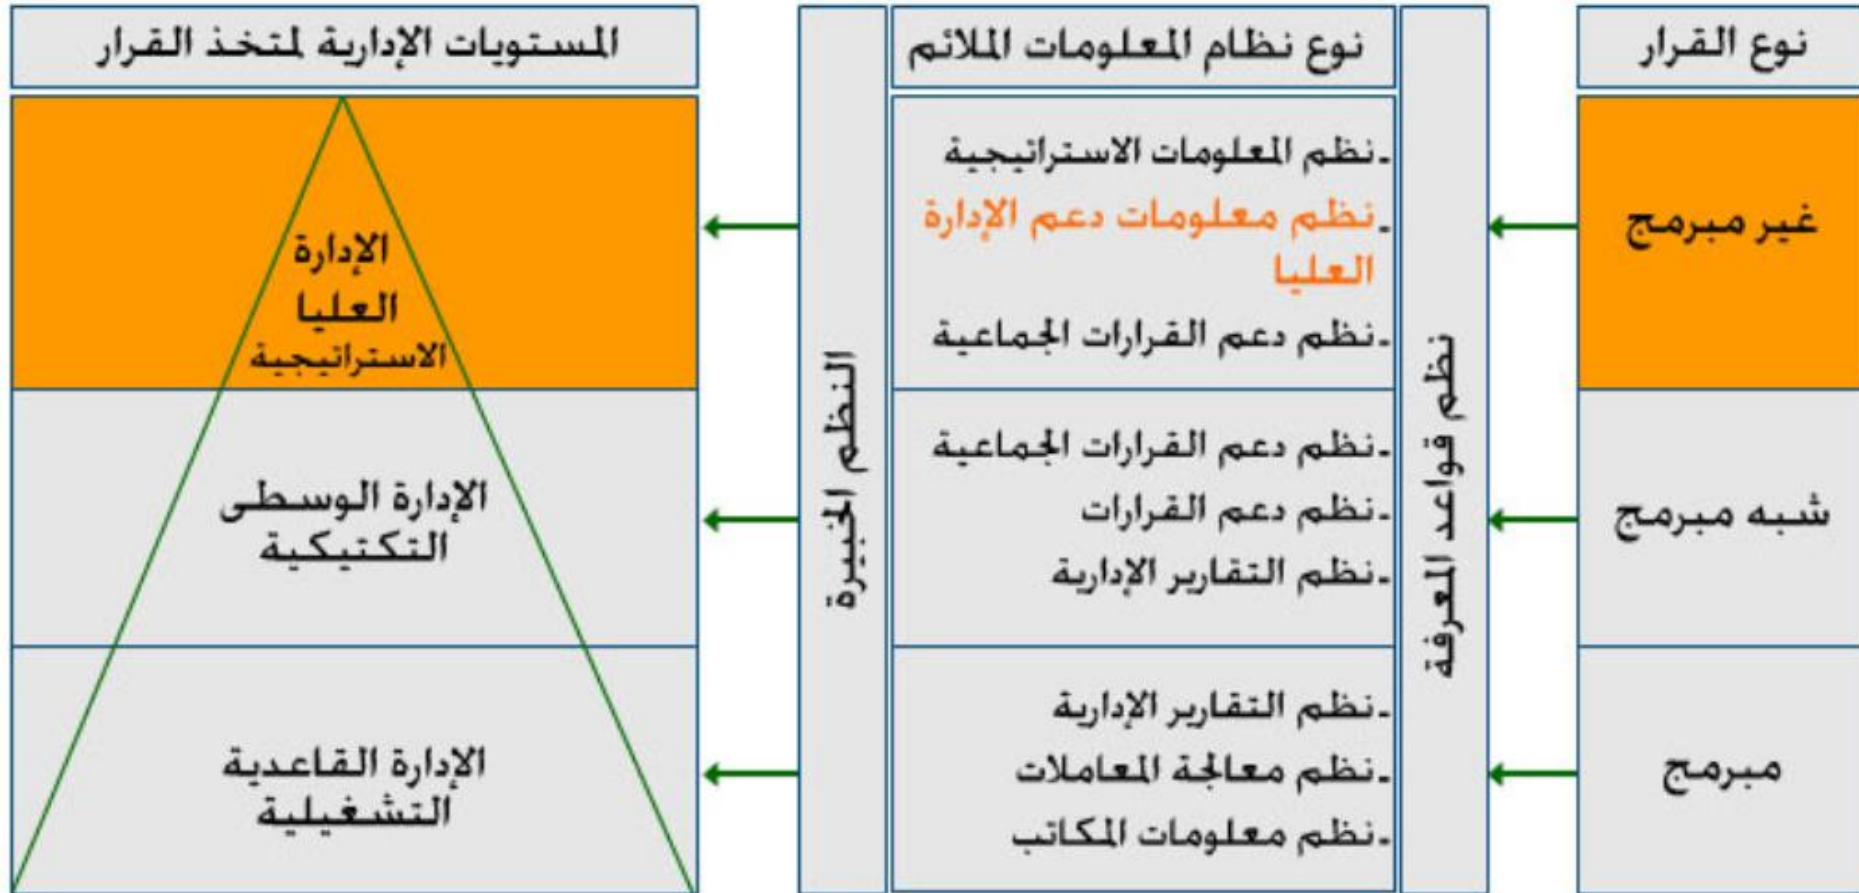 نوع القرار
نوع نظام المعلومات الملائم
المستويات الإدارية لمتخذ القرار
غير مبرمج
نظم قواعد المعرفة
-نظم المعلومات الاستراتيجية
-نظم معلومات دعم الإدارة
العليا
-نظم دعم القرارات الجماعية
النظم الخبيرة
الإدارة
العليا
الاستراتيجية
شبه مبرمج
-نظم دعم القرارات الجماعية
-نظم دعم القرارات
-نظم التقارير الإدارية
الإدارة الوسطى
التكتيكية
مبرمج
-نظم التقارير الإدارية
-نظم معالجة المعاملات
-نظم معلومات المكاتب
الإدارة القاعدية
التشغيلية